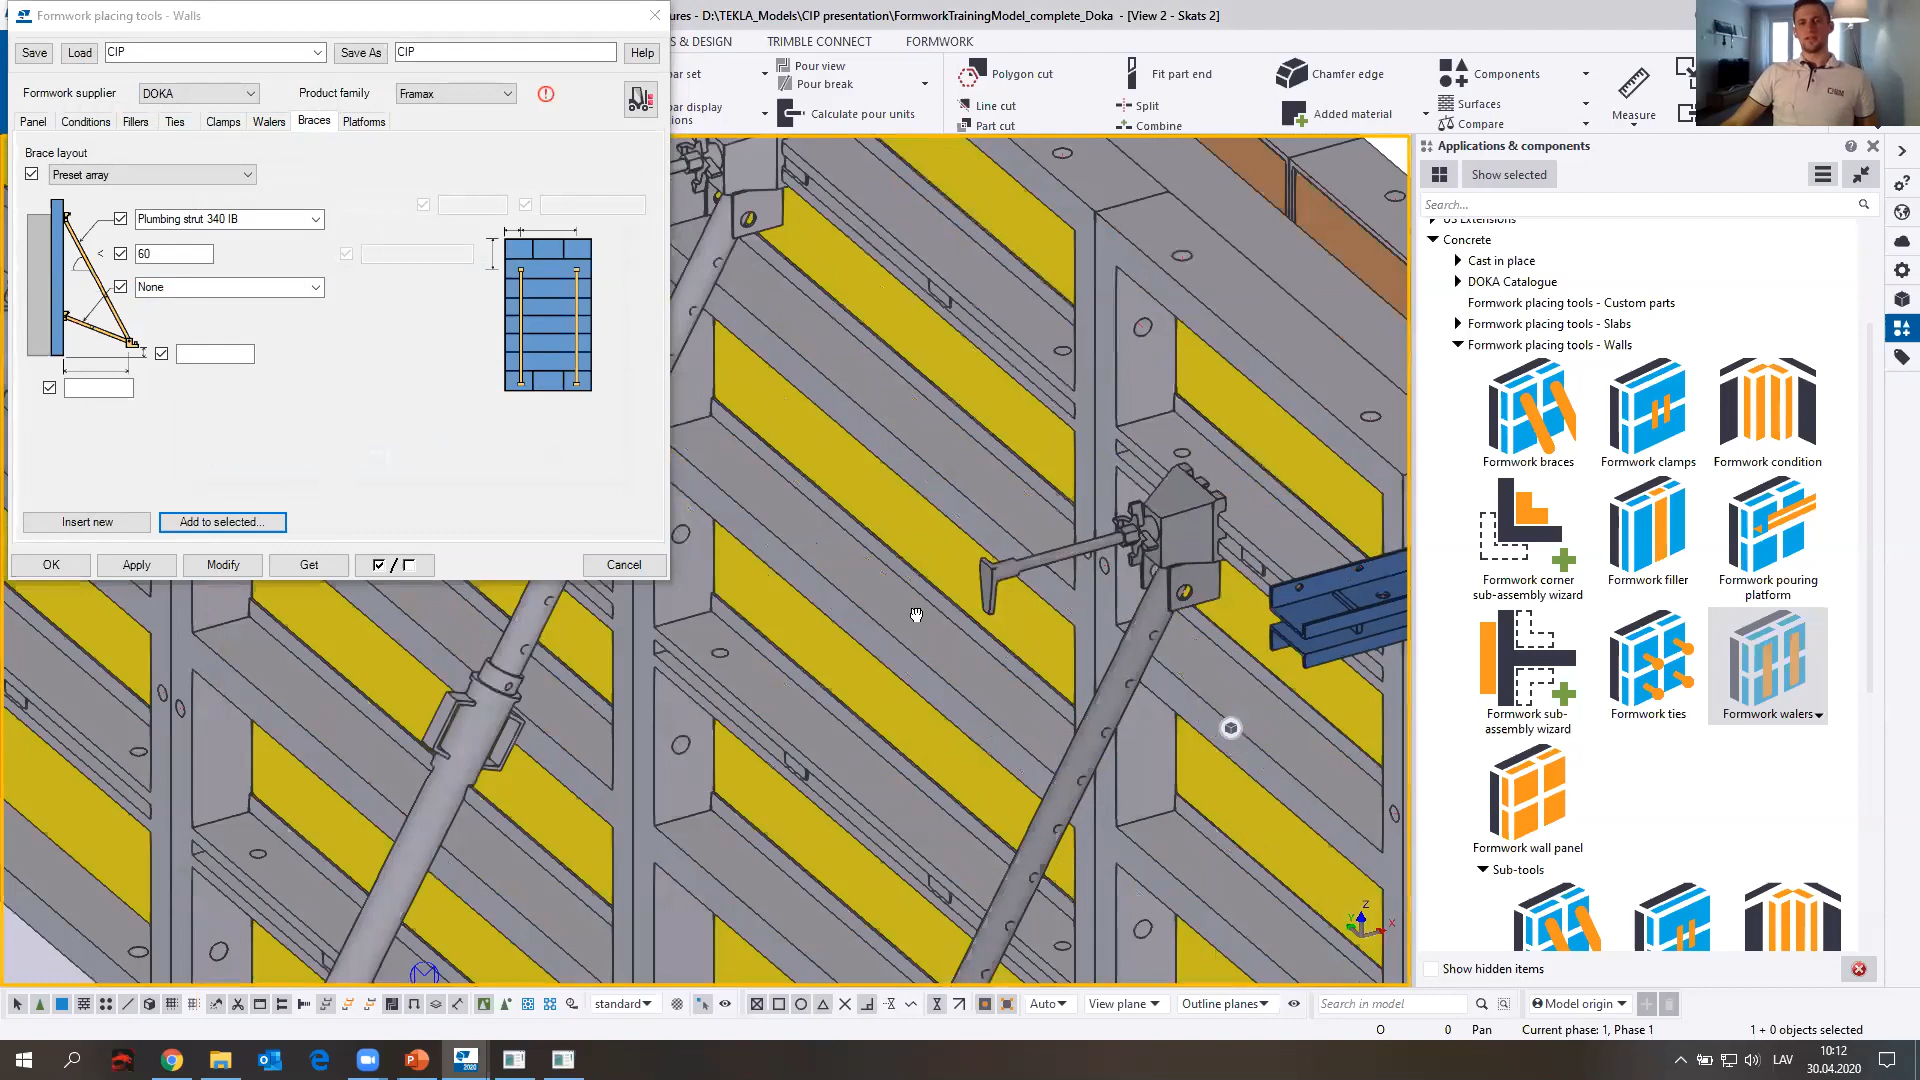 Formwork placing tools - Walls
ures - D:\TEKLA_Models\CIP presentation\FormworkTrainingModel_complete_Doka - [View 2 - Skats 2]
Save
Load
CIP
Save As
CIP
Help
S & DESIGN
TRIMBLE CONNECT
FORMWORK
Formwork supplier
DOKA
Product family
Framax
Panel
Conditions
Fillers
Ties
Clamps
Walers
Braces
Platforms
Brace layout
Preset array
Plumbing strut 340 IB
<
60
None
Insert new
Add to selected...
OK
Apply
Modify
Get
/
Cancel
ar set
ar display
ons
Pour view
Pour break
Calculate pour units
Polygon cut
Line cut
Part cut
Fit part end
Split
Combine
Chamfer edge
Added material
Components
Surfaces
Compare
Measure
Applications & components
Show selected
Search...
US Extensions
Concrete
Cast in place
DOKA Catalogue
Formwork placing tools - Custom parts
Formwork placing tools - Slabs
Formwork placing tools - Walls
Formwork braces
Formwork clamps
Formwork condition
Formwork corner sub-assembly wizard
Formwork filler
Formwork pouring platform
Formwork sub-assembly wizard
Formwork ties
Formwork walers
Formwork wall panel
Sub-tools
Show hidden items
Z
Y
X
standard
Auto
View plane
Outline planes
Search in model
Model origin
O
0
Pan
Current phase: 1, Phase 1
1 + 0 objects selected
2020
LAV
10:12
30.04.2020